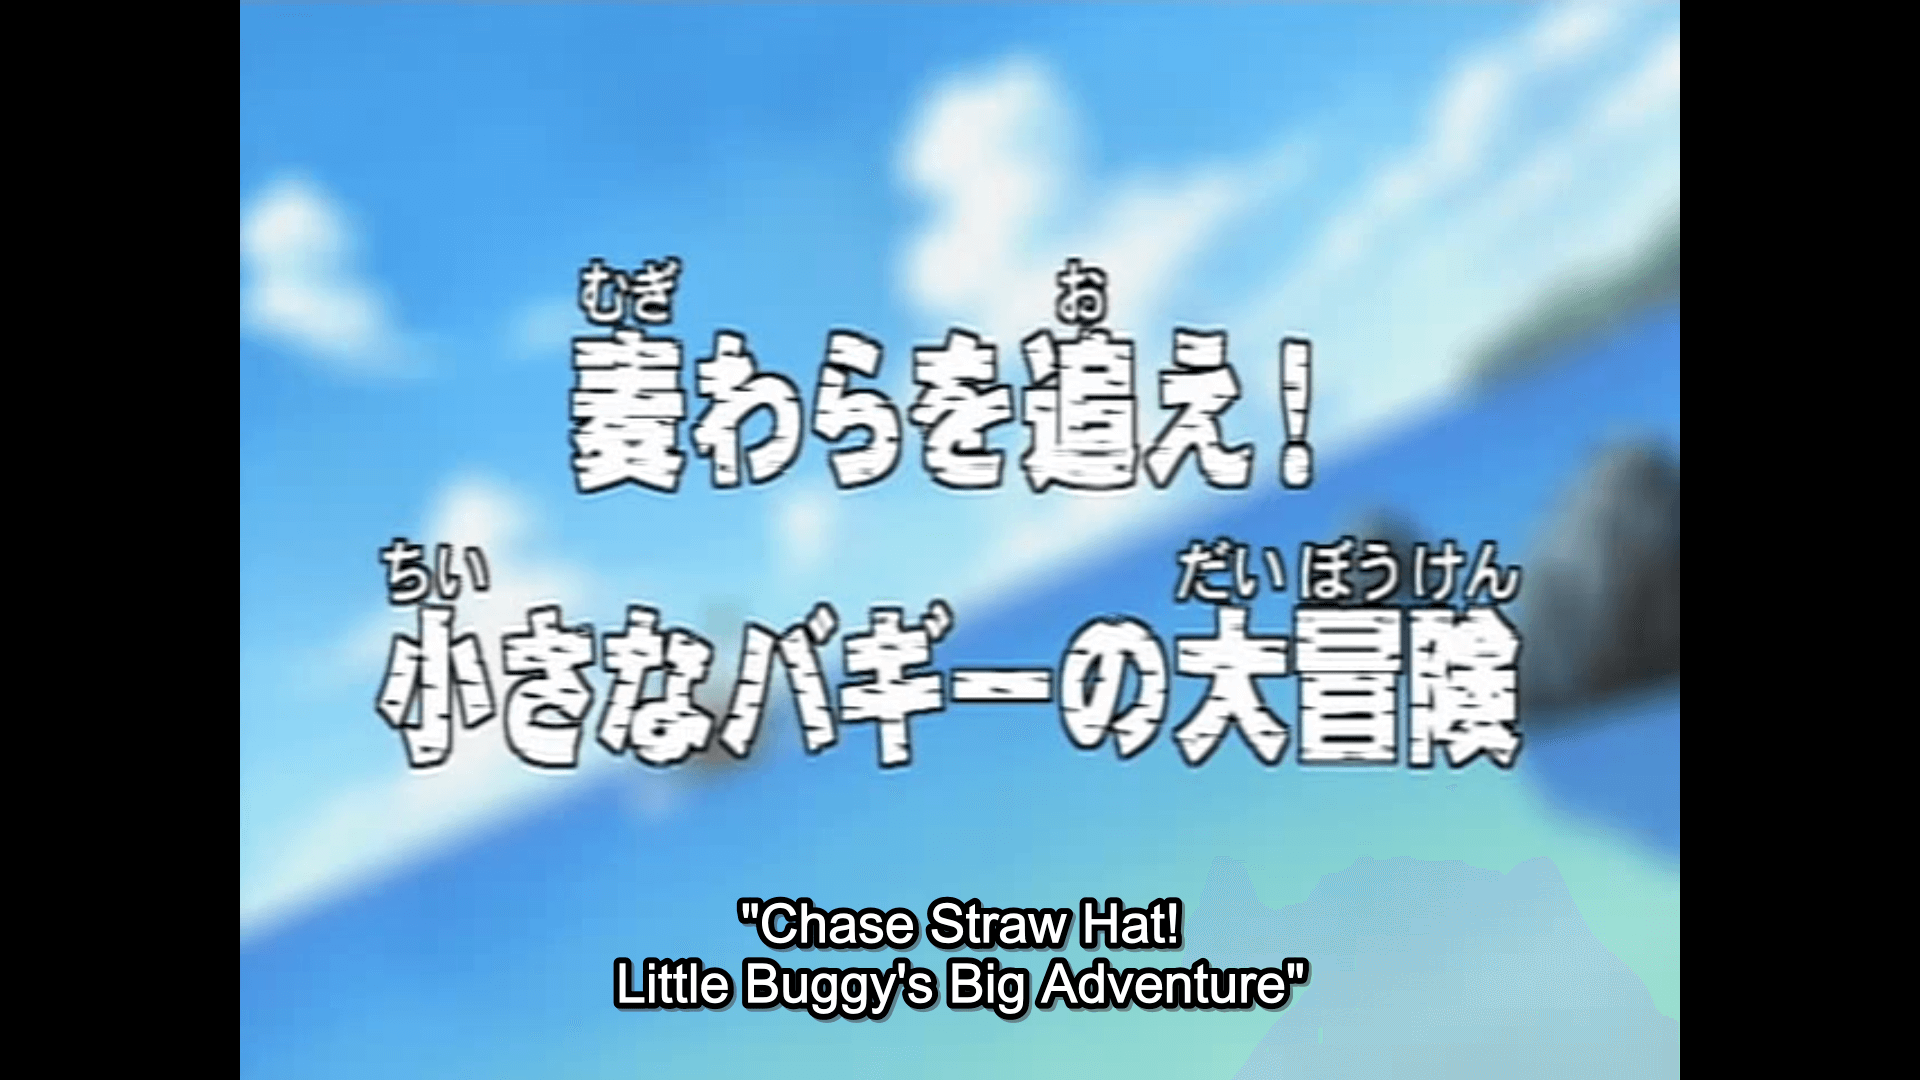 むぎ お
麦わらを追え!
ちい だいぼうけん
小さなバギーの大冒険
"Chase Straw Hat!
Little Buggy's Big Adventure"